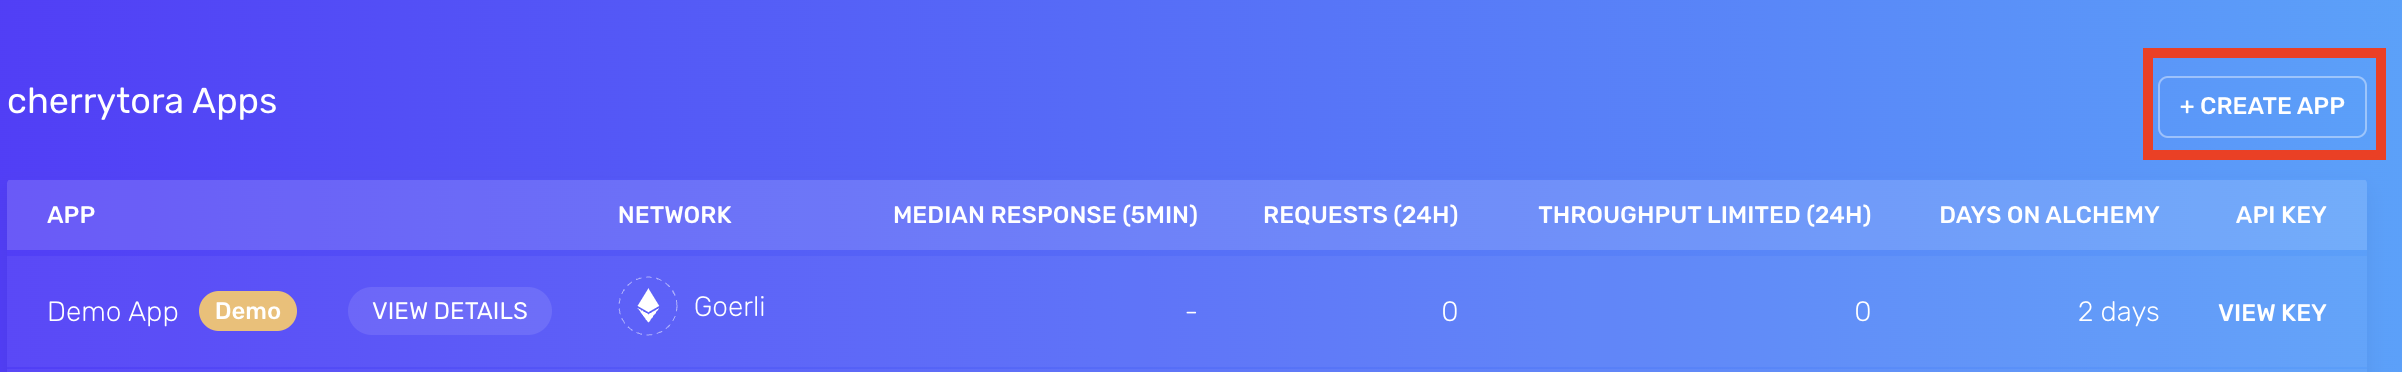 cherrytora Apps
+ CREATE APP
APP NETWORK MEDIAN RESPONSE (5MIN) REQUESTS (24H) THROUGHPUT LIMITED (24H) DAYS ON ALCHEMY API KEY
Demo App Demo VIEW DETAILS Goerli - 0 0 2 days VIEW KEY